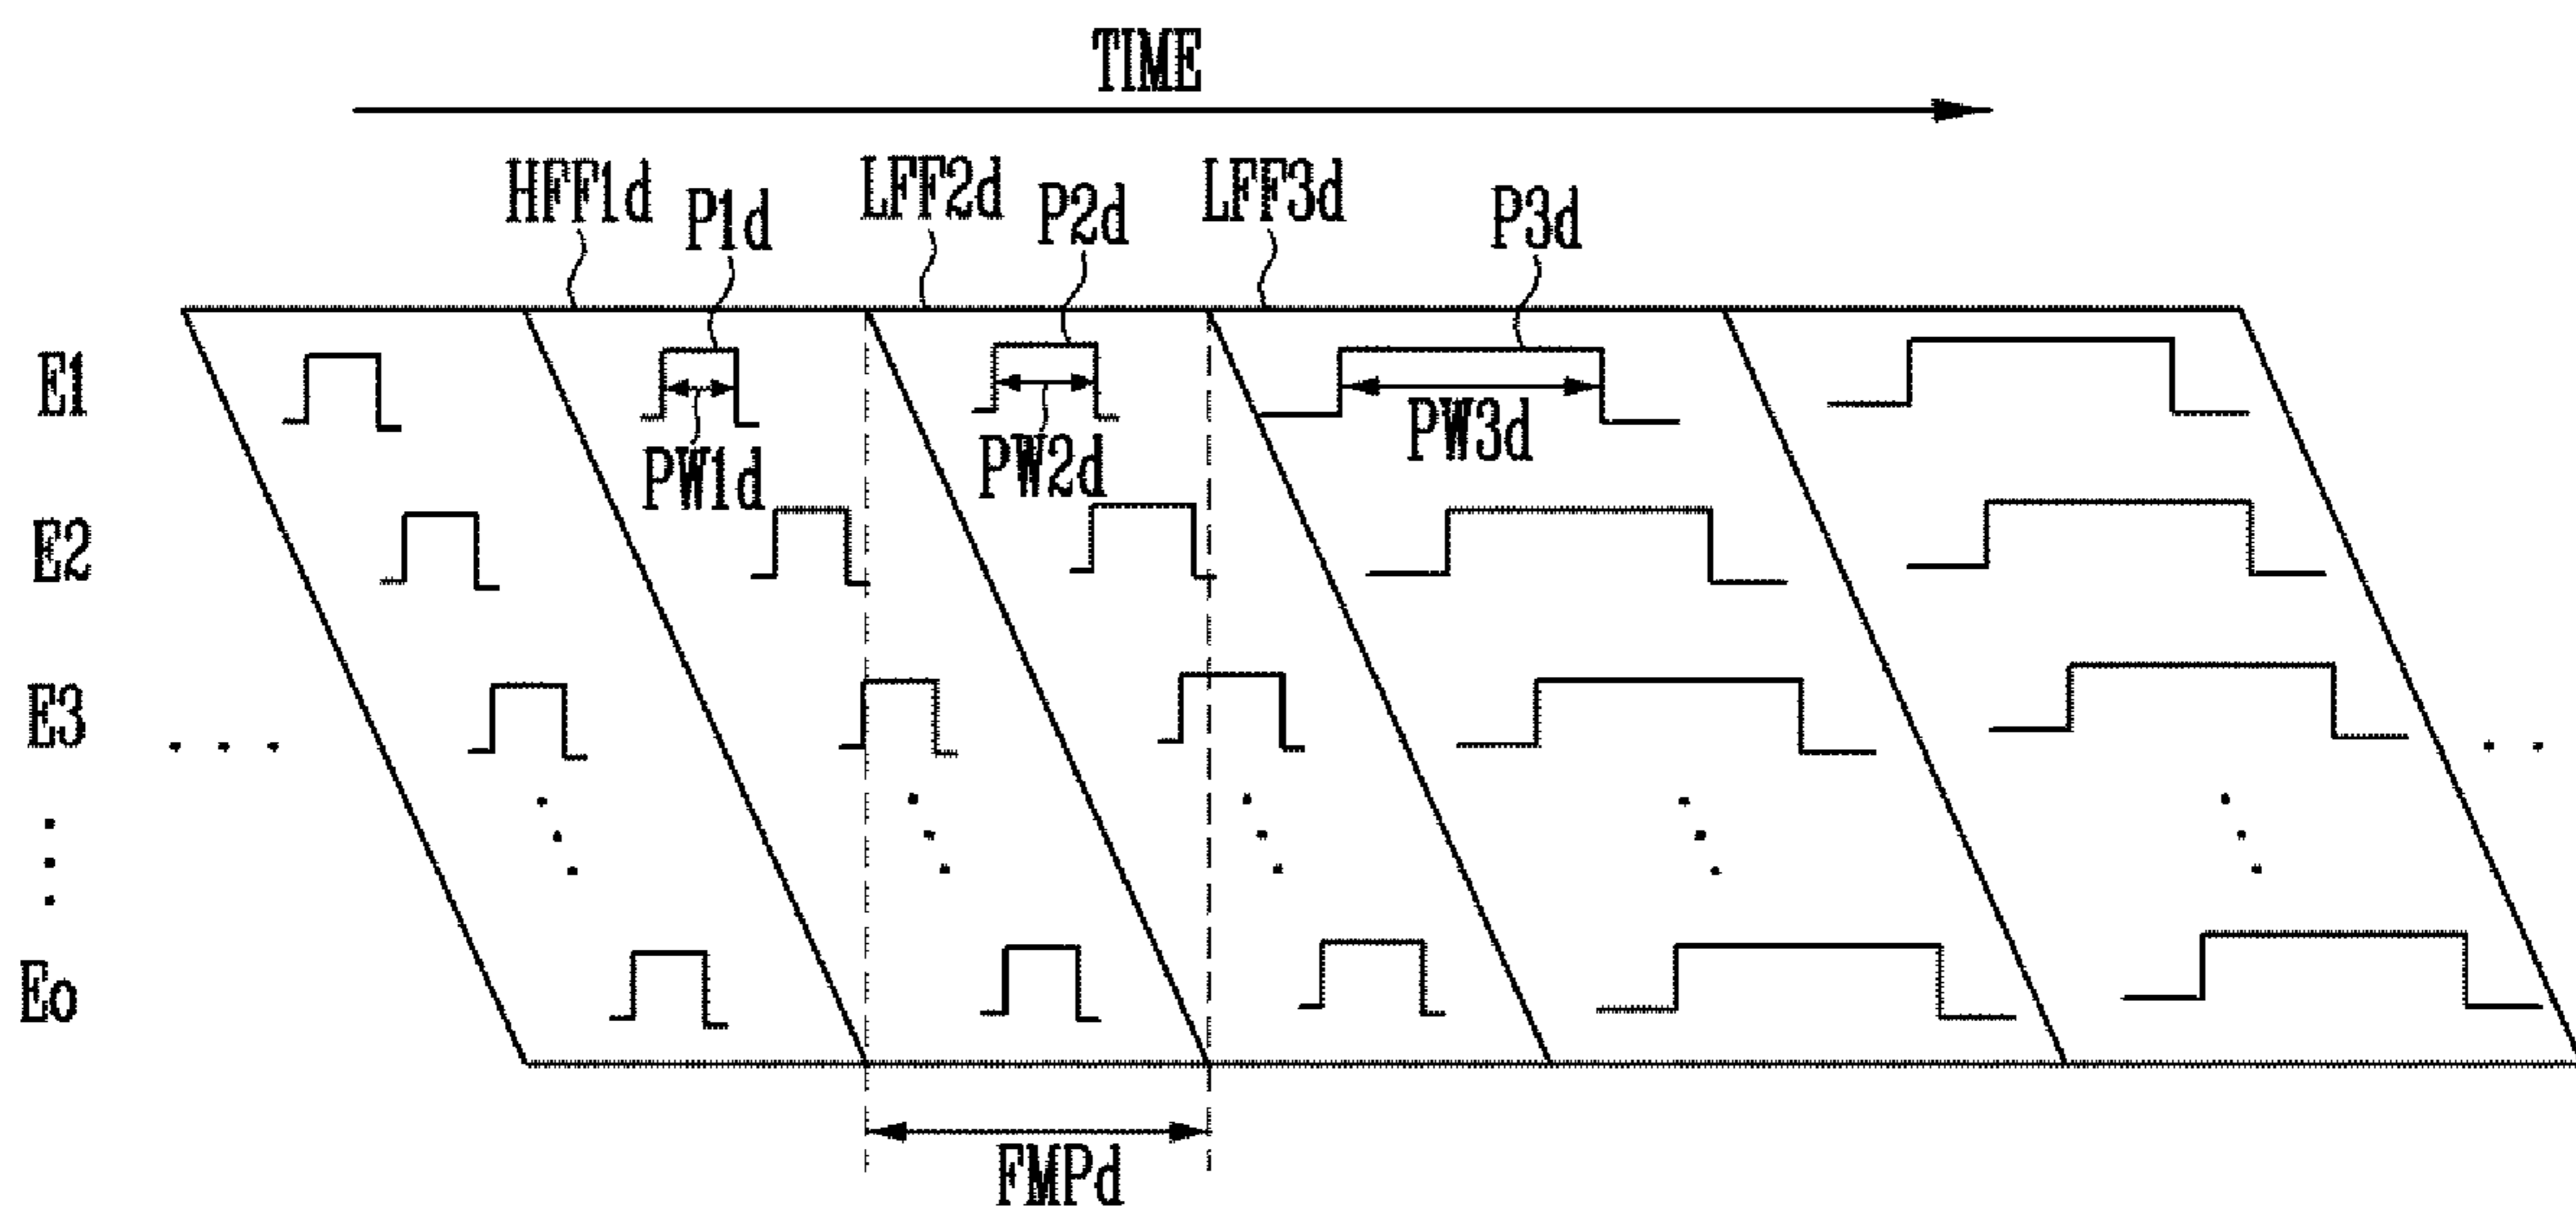 TIME
HFF1d P1d LFF2d P2d LFF3d P3d
E1
PW1d PW2d PW3d
E2
E3
Eo
FMPd